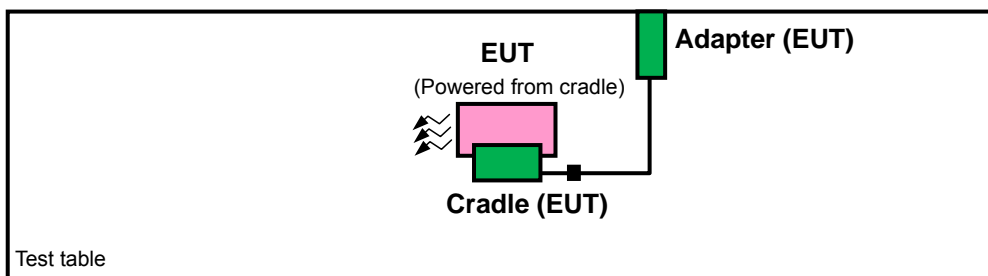 Adapter (EUT)
EUT
(Powered from cradle)
Cradle (EUT)
Test table